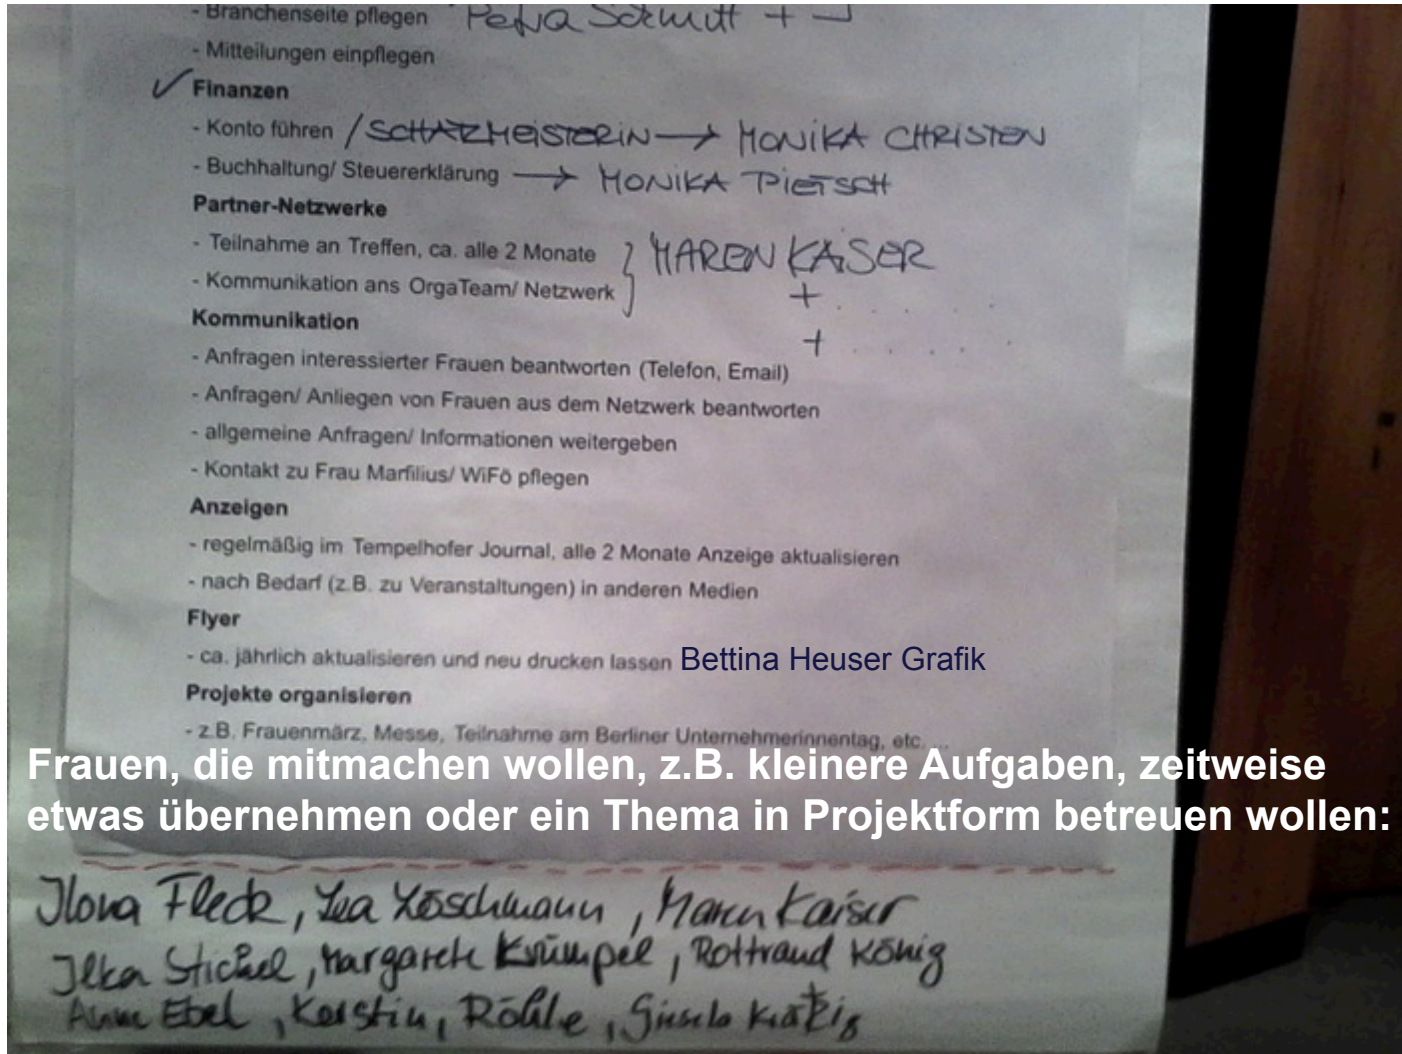 - Branchenseite pflegen Petra Schmitt +
- Mitteilungen einpflegen
✓ Finanzen
- Konto führen / SCHATZMEISTERIN → MONIKA CHRISTEN
- Buchhaltung/ Steuererklärung → MONIKA PIETSCH
Partner-Netzwerke
- Teilnahme an Treffen, ca. alle 2 Monate } MAREN KAISER
- Kommunikation ans OrgaTeam/ Netzwerk + . . . . .
Kommunikation + . . . . .
- Anfragen interessierter Frauen beantworten (Telefon, Email)
- Anfragen/ Anliegen von Frauen aus dem Netzwerk beantworten
- allgemeine Anfragen/ Informationen weitergeben
- Kontakt zu Frau Marfilius/ WiFö pflegen
Anzeigen
- regelmäßig im Tempelhofer Journal, alle 2 Monate Anzeige aktualisieren
- nach Bedarf (z.B. zu Veranstaltungen) in anderen Medien
Flyer
- ca. jährlich aktualisieren und neu drucken lassen Bettina Heuser Grafik
Projekte organisieren
- z.B. Frauenmärz, Messe, Teilnahme am Berliner Unternehmerinnentag, etc. ...
Frauen, die mitmachen wollen, z.B. kleinere Aufgaben, zeitweise
etwas übernehmen oder ein Thema in Projektform betreuen wollen:
Ilona Fleck, Lea Löschmann, Maren Kaiser
Ilka Stickel, Margarete Krümpel, Rottraud König
Anne Ebel, Kerstin, Röhle, Gisela